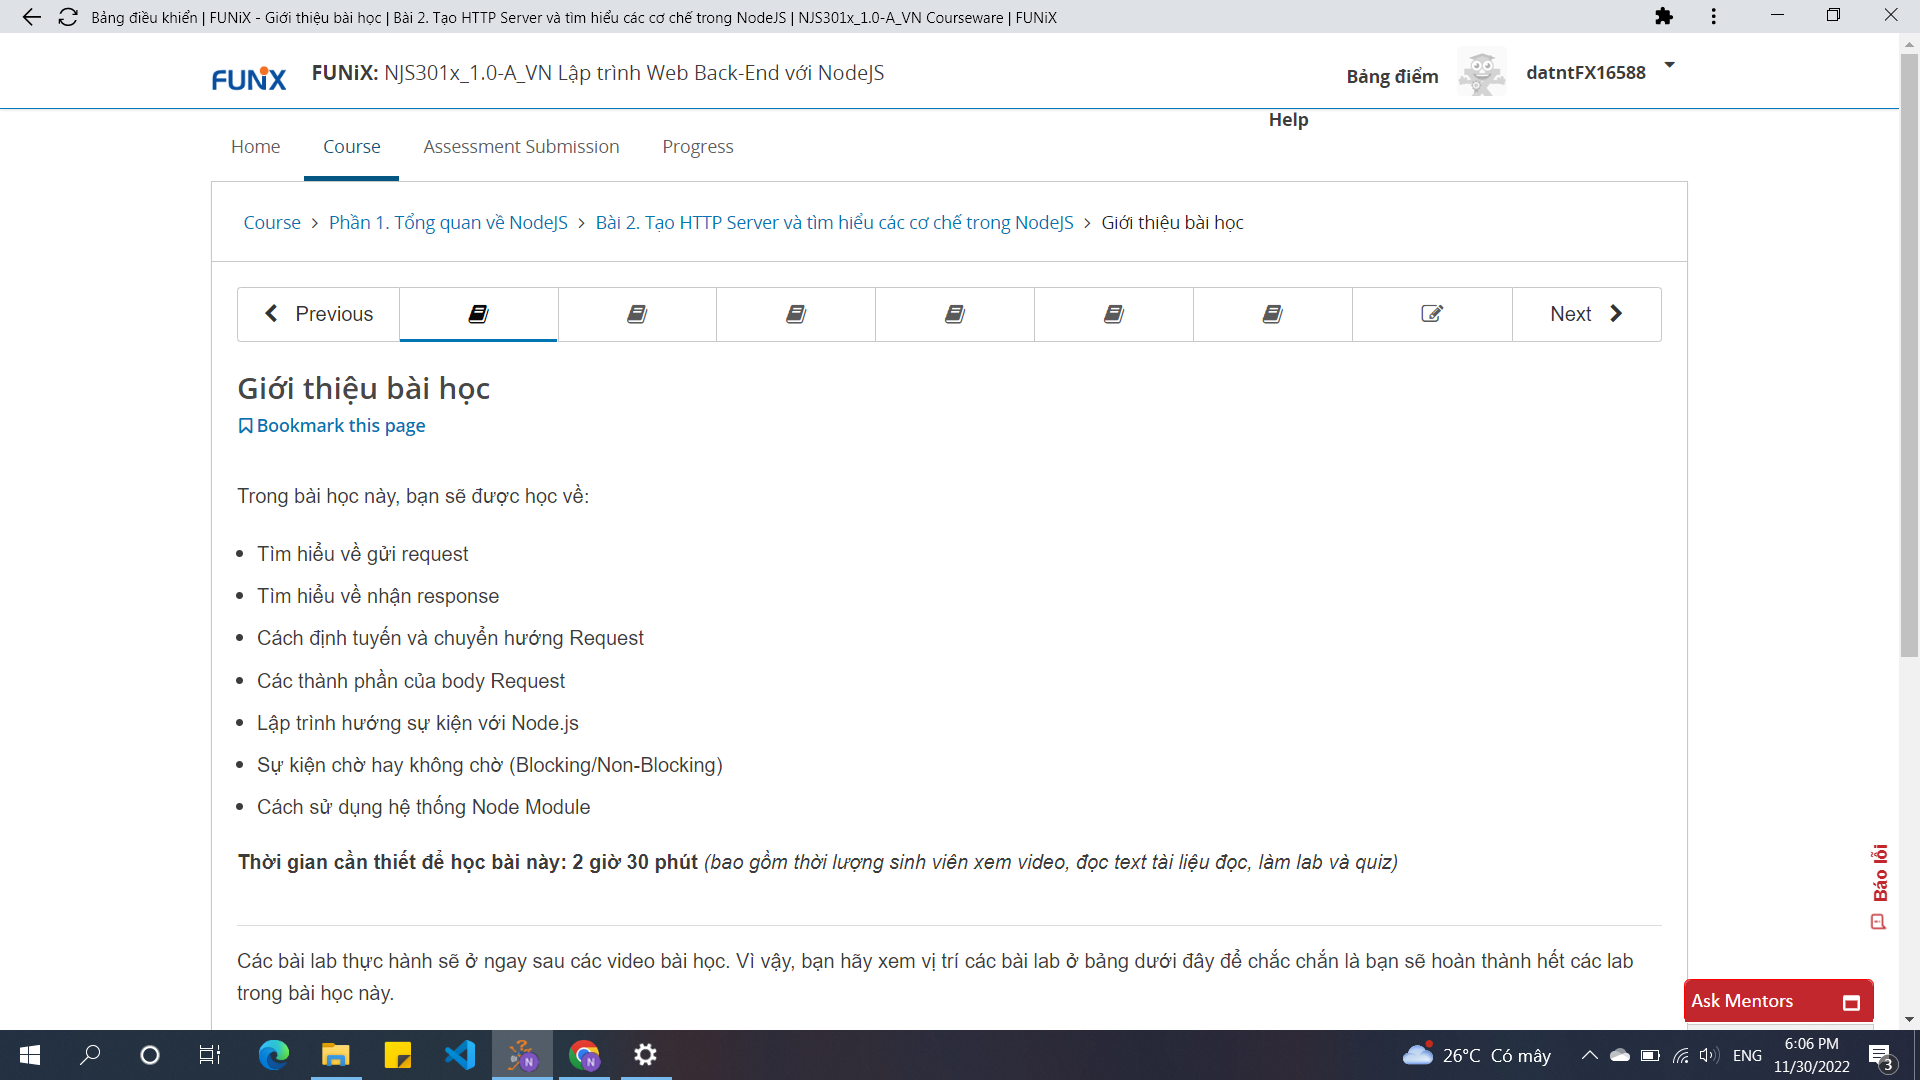 Bảng điều khiển | FUNiX - Giới thiệu bài học | Bài 2. Tạo HTTP Server và tìm hiểu các cơ chế trong NodeJS | NJS301x_1.0-A_VN Courseware | FUNiX
FUNiX
FUNiX: NJS301x_1.0-A_VN Lập trình Web Back-End với NodeJS
Bảng điểm
datntFX16588
Help
Home
Course
Assessment Submission
Progress
Course > Phần 1. Tổng quan về NodeJS > Bài 2. Tạo HTTP Server và tìm hiểu các cơ chế trong NodeJS > Giới thiệu bài học
Previous
Next
Giới thiệu bài học
Bookmark this page
Trong bài học này, bạn sẽ được học về:
Tìm hiểu về gửi request
Tìm hiểu về nhận response
Cách định tuyến và chuyển hướng Request
Các thành phần của body Request
Lập trình hướng sự kiện với Node.js
Sự kiện chờ hay không chờ (Blocking/Non-Blocking)
Cách sử dụng hệ thống Node Module
Thời gian cần thiết để học bài này: 2 giờ 30 phút (bao gồm thời lượng sinh viên xem video, đọc text tài liệu đọc, làm lab và quiz)
Báo lỗi
Các bài lab thực hành sẽ ở ngay sau các video bài học. Vì vậy, bạn hãy xem vị trí các bài lab ở bảng dưới đây để chắc chắn là bạn sẽ hoàn thành hết các lab
trong bài học này.
Ask Mentors
26°C Có mây
ENG
6:06 PM
11/30/2022
3